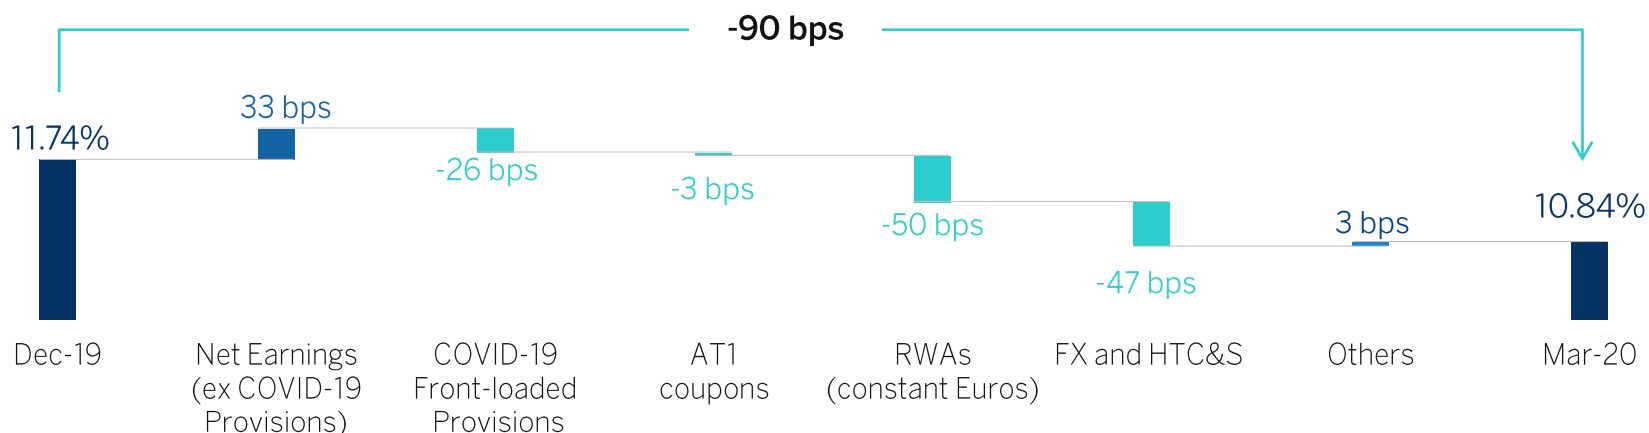 -90 bps
11.74%
33 bps
-26 bps
-3 bps
-50 bps
-47 bps
3 bps
10.84%
Dec-19
Net Earnings
(ex COVID-19
Provisions)
COVID-19
Front-loaded
Provisions
AT1
coupons
RWAs
(constant Euros)
FX and HTC&S
Others
Mar-20